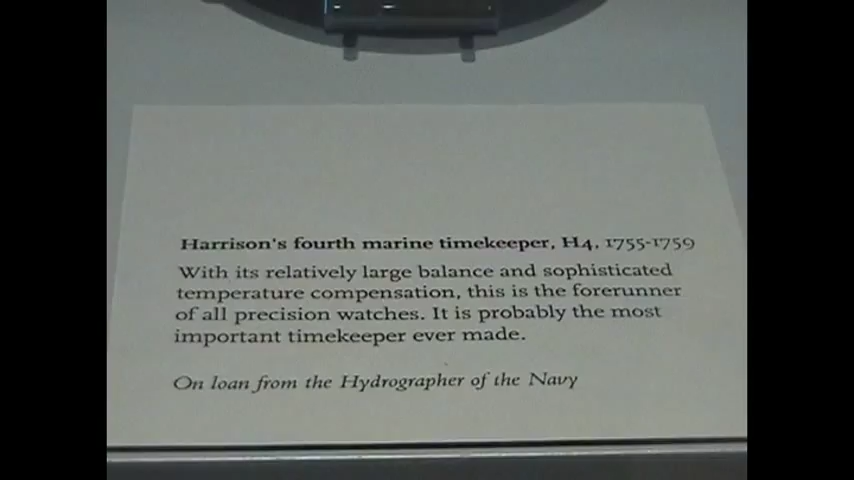 Harrison's fourth marine timekeeper, H4, 1755-1759
With its relatively large balance and sophisticated
temperature compensation, this is the forerunner
of all precision watches. It is probably the most
important timekeeper ever made.
On loan from the Hydrographer of the Navy